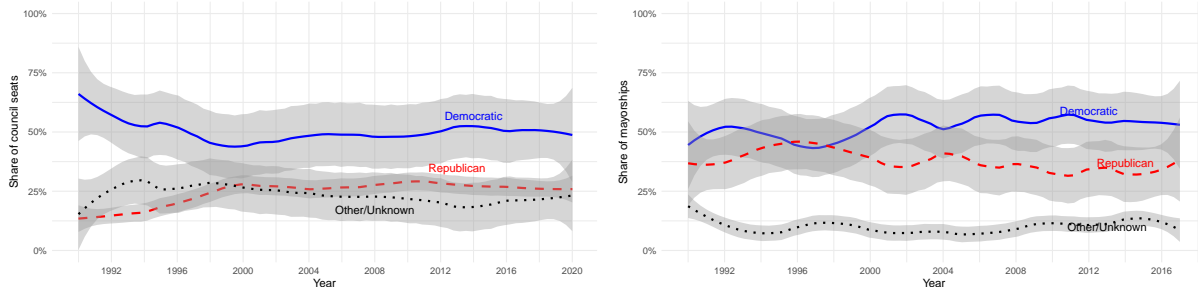 100%
75%
50%
25%
0%
Share of council seats
Democratic
Republican
Other/Unknown
1992 1996 2000 2004 2008 2012 2016 2020
Year
100%
75%
50%
25%
0%
Share of mayorships
Democratic
Republican
Other/Unknown
1992 1996 2000 2004 2008 2012 2016
Year